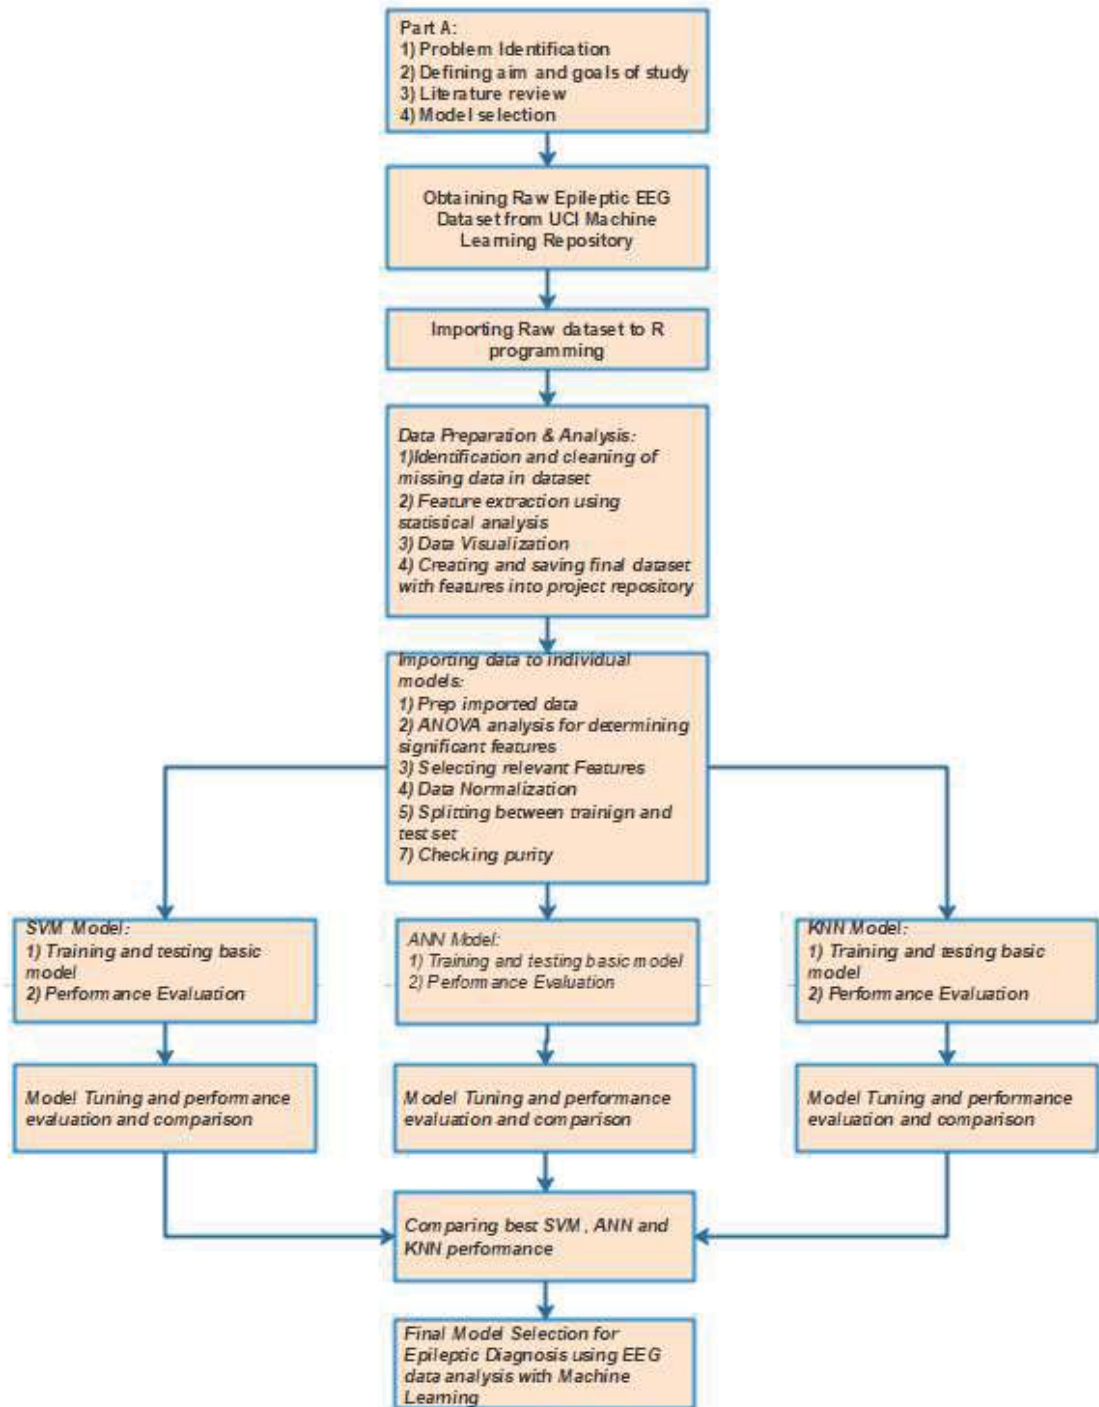 Part A:
1) Problem Identification
2) Defining aim and goals of study
3) Literature review
4) Model selection
Obtaining Raw Epileptic EEG
Dataset from UCI Machine
Learning Repository
Importing Raw dataset to R
programming
Data Preparation & Analysis:
1)Identification and cleaning of
missing data in dataset
2) Feature extraction using
statistical analysis
3) Data Visualization
4) Creating and saving final dataset
with features into project repository
Importing data to individual
models:
1) Prep imported data
2) ANOVA analysis for determining
significant features
3) Selecting relevant Features
4) Data Normalization
5) Splitting between trainign and
test set
7) Checking purity
SVM Model:
1) Training and testing basic
model
2) Performance Evaluation
ANN Model:
1) Training and testing basic model
2) Performance Evaluation
KNN Model:
1) Training and testing basic
model
2) Performance Evaluation
Model Tuning and performance
evaluation and comparison
Model Tuning and performance
evaluation and comparison
Model Tuning and performance
evaluation and comparison
Comparing best SVM, ANN and
KNN performance
Final Model Selection for
Epileptic Diagnosis using EEG
data analysis with Machine
Learning